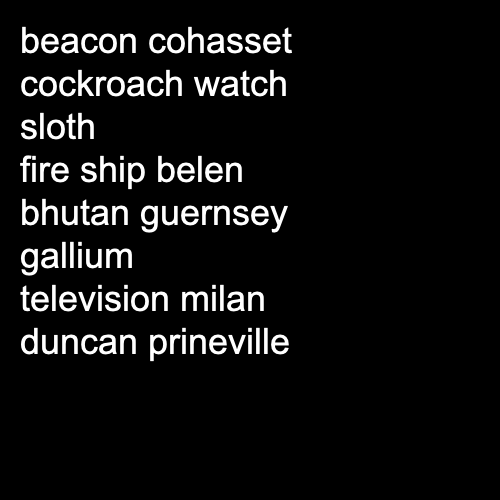 beacon cohasset
cockroach watch
sloth
fire ship belen
bhutan guernsey
gallium
television milan
duncan prineville